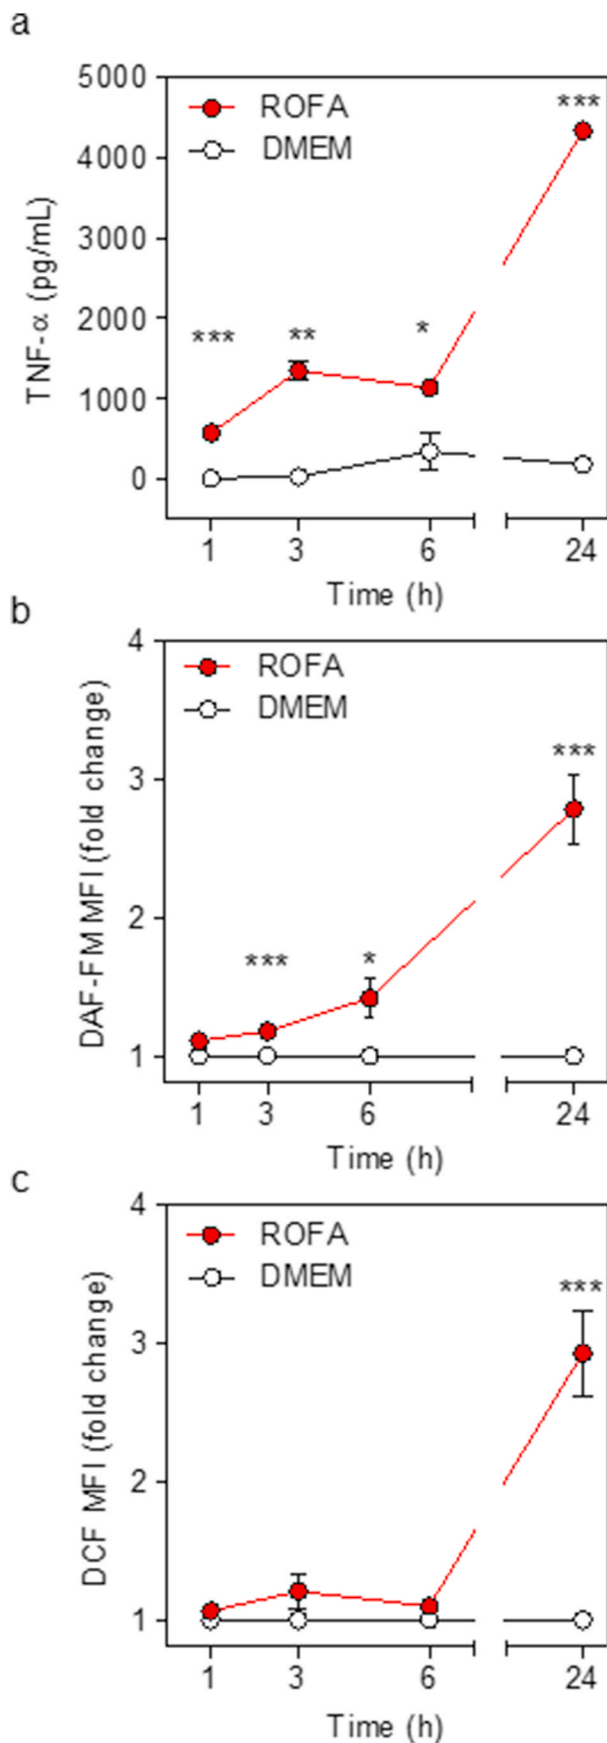 a
5000
4000
3000
2000
1000
0
TNF-α (pg/mL)
ROFA
DMEM
***
**
*
***
1 3 6 24
Time (h)
b
4
3
2
1
DAF-FM MFI (fold change)
ROFA
DMEM
***
*
***
1 3 6 24
Time (h)
c
4
3
2
1
DCF MFI (fold change)
ROFA
DMEM
***
1 3 6 24
Time (h)